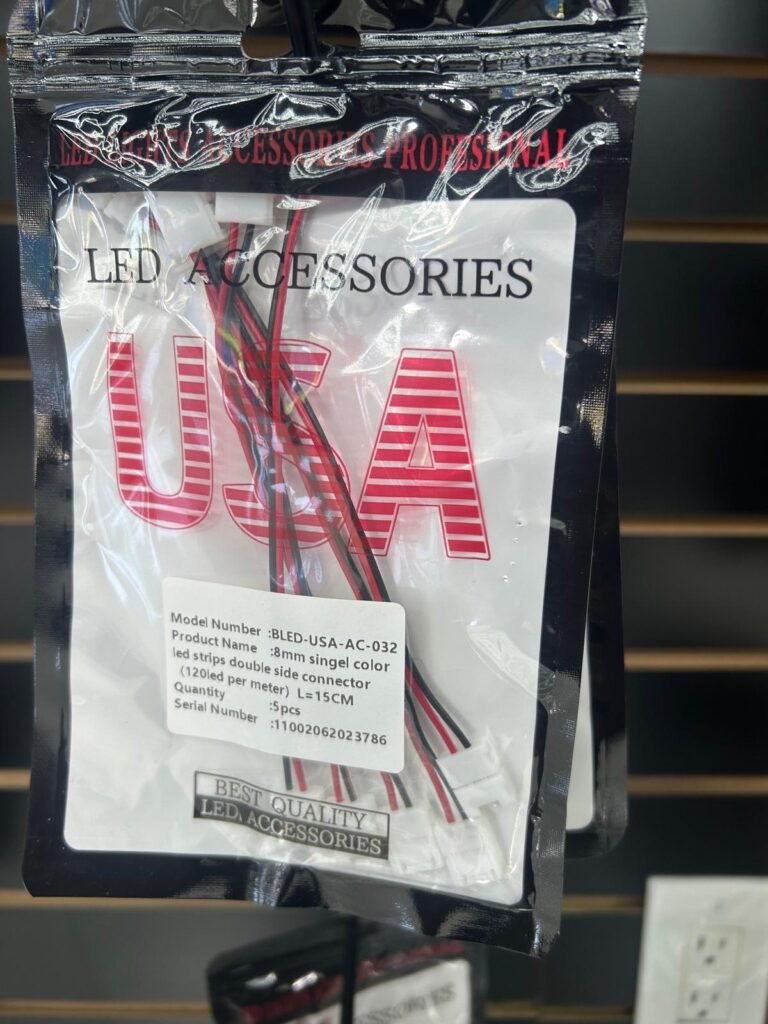 LED LIGHTS ACCESSORIES PROFESIONAL
LED ACCESSORIES
USA
Model Number :BLED-USA-AC-032
Product Name :8mm singel color
led strips double side connector
(120led per meter) L=15CM
Quantity :5pcs
Serial Number :11002062023786
BEST QUALITY
LED ACCESSORIES